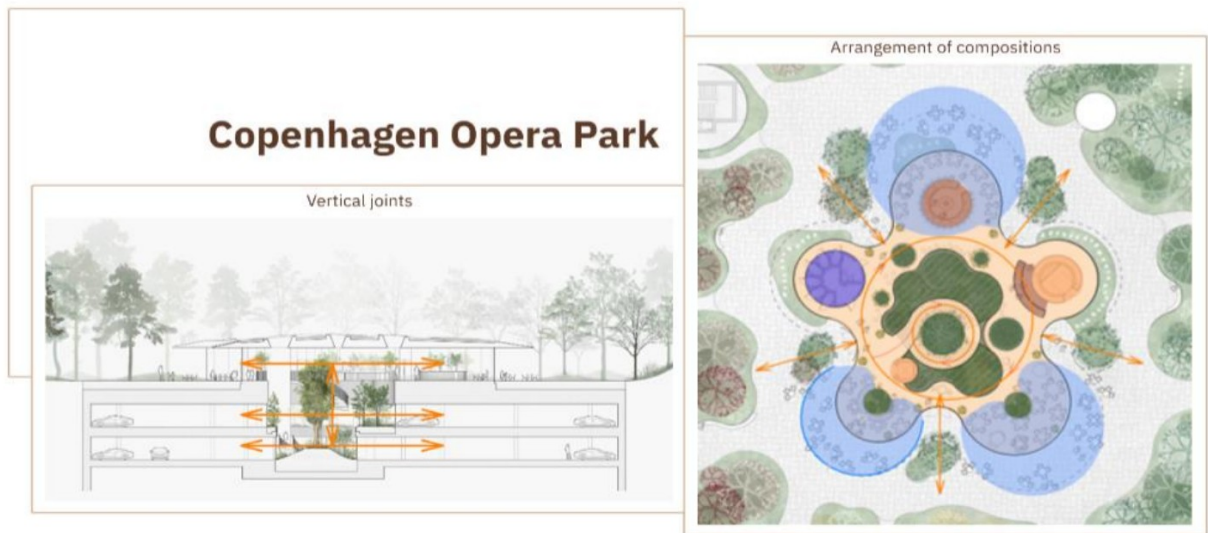 Copenhagen Opera Park
Vertical joints
Arrangement of compositions